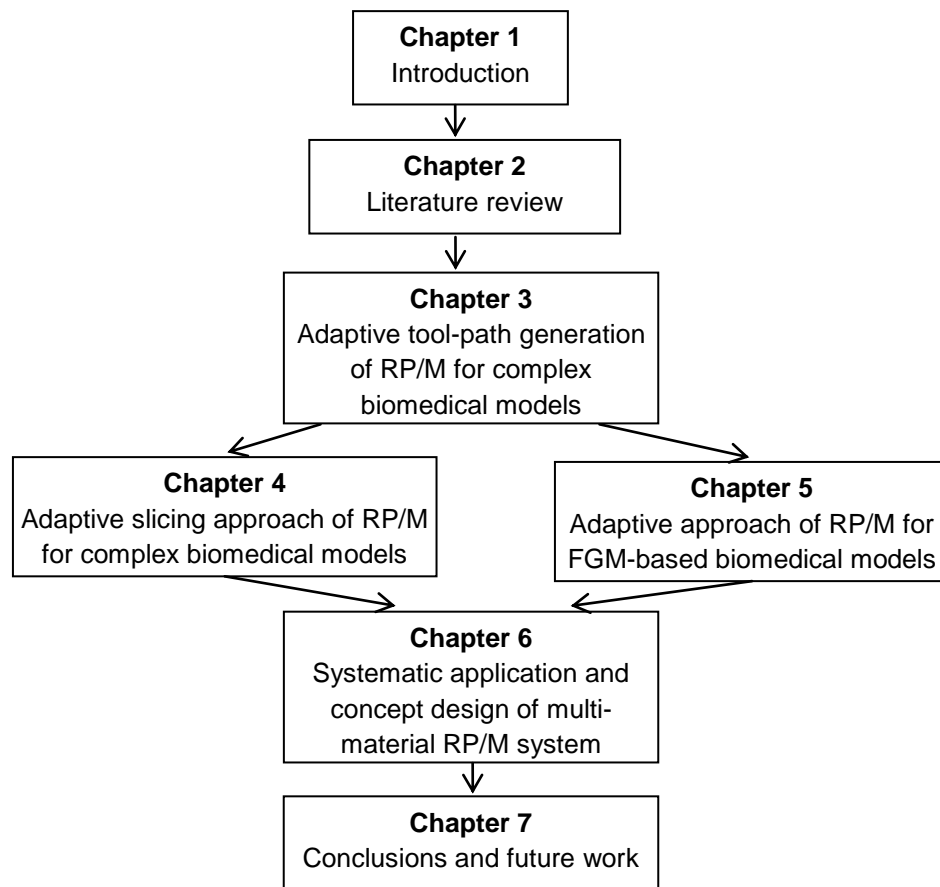 Chapter 1
Introduction
Chapter 2
Literature review
Chapter 3
Adaptive tool-path generation
of RP/M for complex
biomedical models
Chapter 4
Adaptive slicing approach of RP/M
for complex biomedical models
Chapter 5
Adaptive approach of RP/M for
FGM-based biomedical models
Chapter 6
Systematic application and
concept design of multi-
material RP/M system
Chapter 7
Conclusions and future work